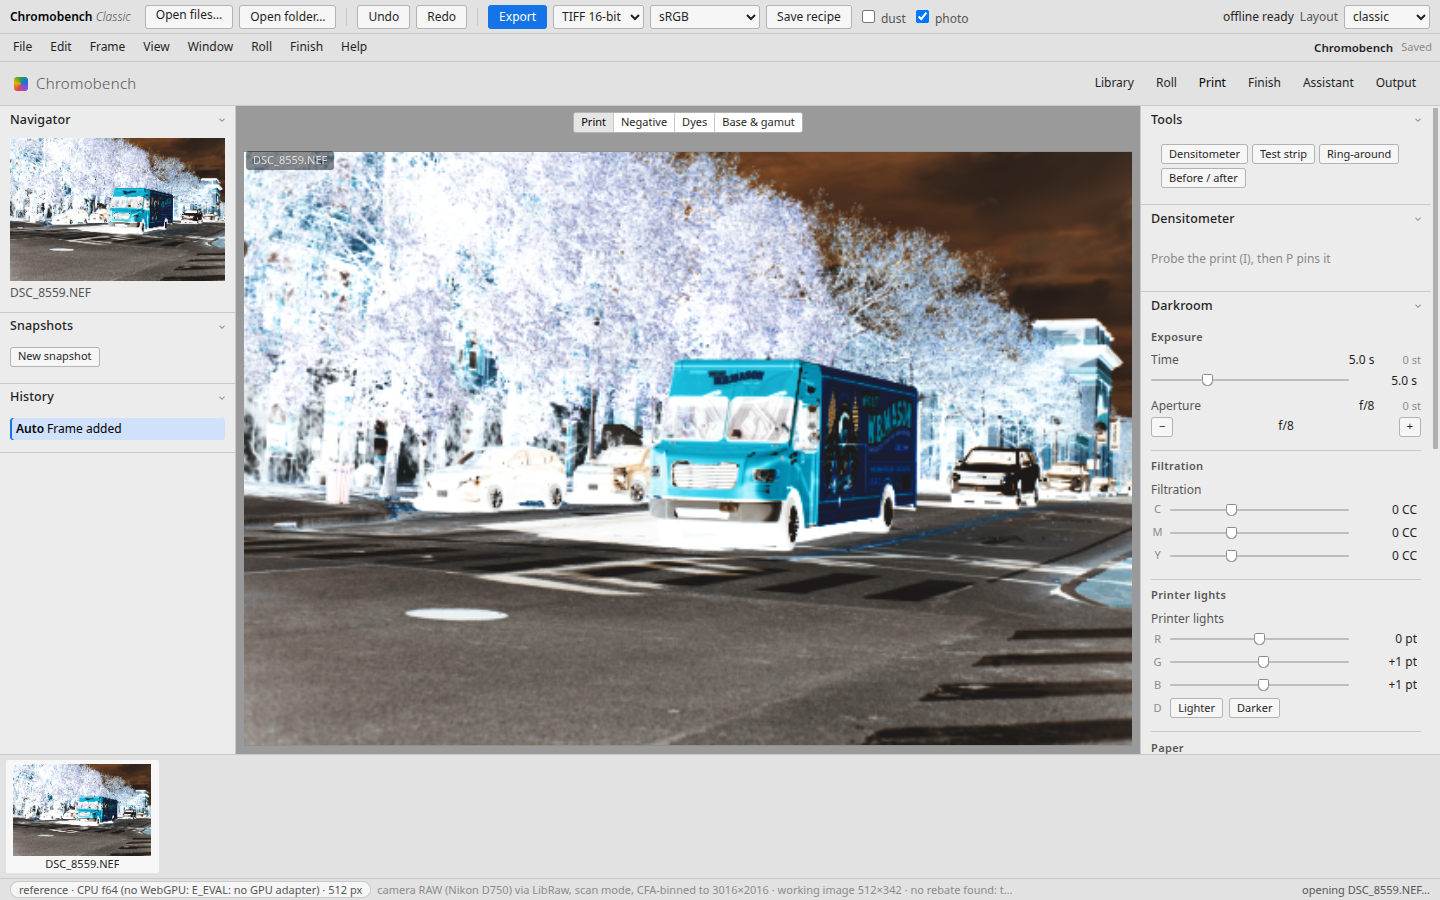 Chromobench Classic
Open files...
Open folder...
Undo
Redo
Export
TIFF 16-bit
sRGB
Save recipe
dust
photo
offline ready
Layout
classic
File Edit Frame View Window Roll Finish Help
Chromobench Saved
Chromobench
Library Roll Print Finish Assistant Output
Navigator
DSC_8559.NEF
Snapshots
New snapshot
History
Auto Frame added
Print Negative Dyes Base & gamut
DSC_8559.NEF
W.B.MASON
Tools
Densitometer Test strip Ring-around
Before / after
Densitometer
Probe the print (I), then P pins it
Darkroom
Exposure
Time 5.0 s 0 st
5.0 s
Aperture f/8 0 st
− f/8 +
Filtration
Filtration
C 0 CC
M 0 CC
Y 0 CC
Printer lights
Printer lights
R 0 pt
G +1 pt
B +1 pt
D Lighter Darker
Paper
DSC_8559.NEF
reference · CPU f64 (no WebGPU: E_EVAL: no GPU adapter) · 512 px
camera RAW (Nikon D750) via LibRaw, scan mode, CFA-binned to 3016×2016 · working image 512×342 · no rebate found: t...
opening DSC_8559.NEF...